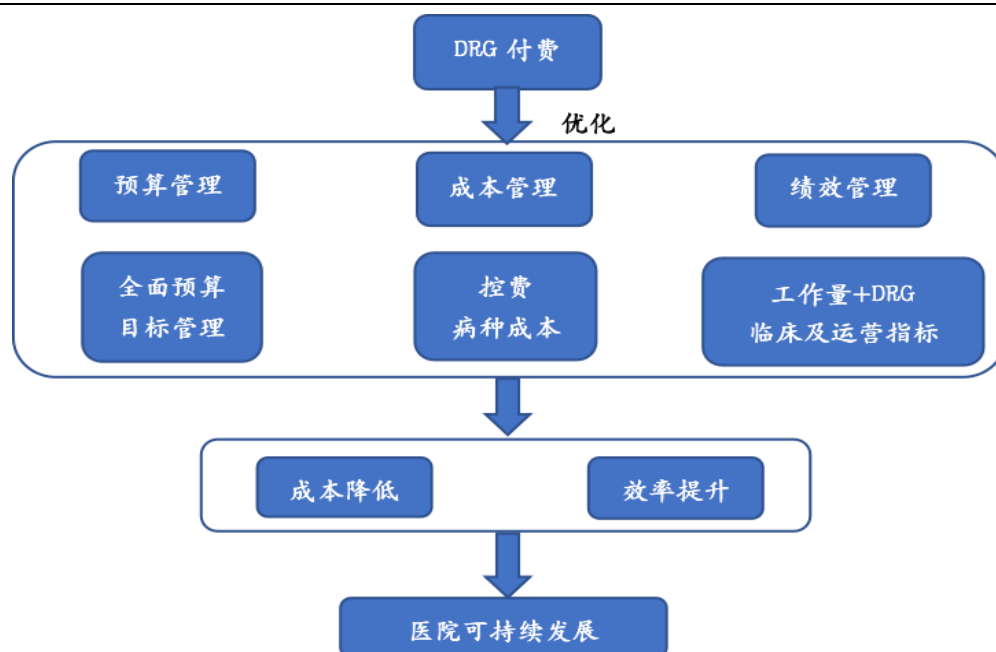 DRG 付费
优化
预算管理
成本管理
绩效管理
全面预算
目标管理
控费
病种成本
工作量+DRG
临床及运营指标
成本降低
效率提升
医院可持续发展